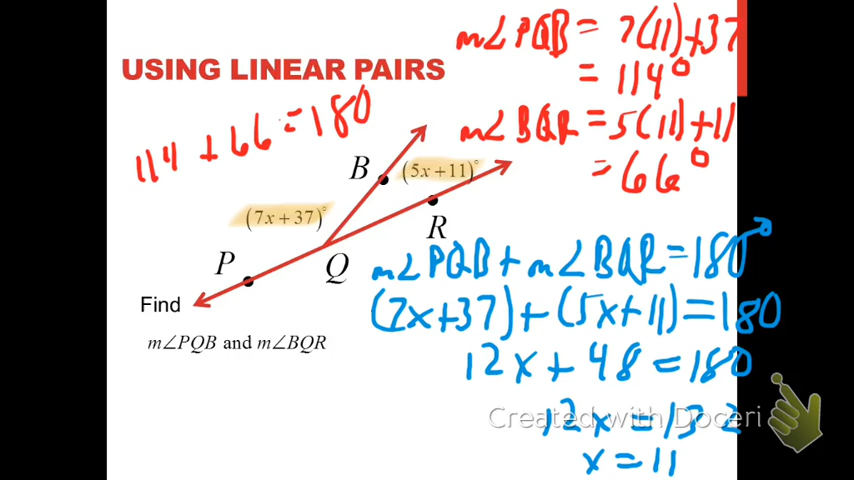 m∠PQB = 7(11)+37
= 114°
USING LINEAR PAIRS
m∠BQR = 5(11)+11
= 66°
114 + 66 = 180
B
(5x+11)°
(7x+37)°
R
P
Q
m∠PQB + m∠BQR = 180°
Find
(7x+37)+(5x+11)=180
m∠PQB and m∠BQR
12x + 48 = 180
12x = 132
Created with Doceri
x = 11